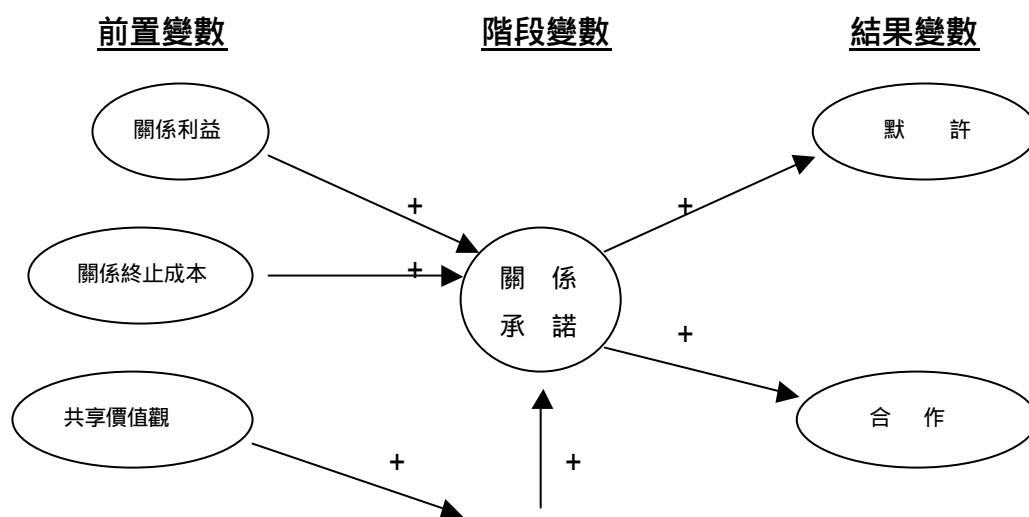 前置變數 階段變數 結果變數
關係利益
默 許
+ +
關係終止成本
+
關 係
承 諾
+
共享價值觀
合 作
+ +